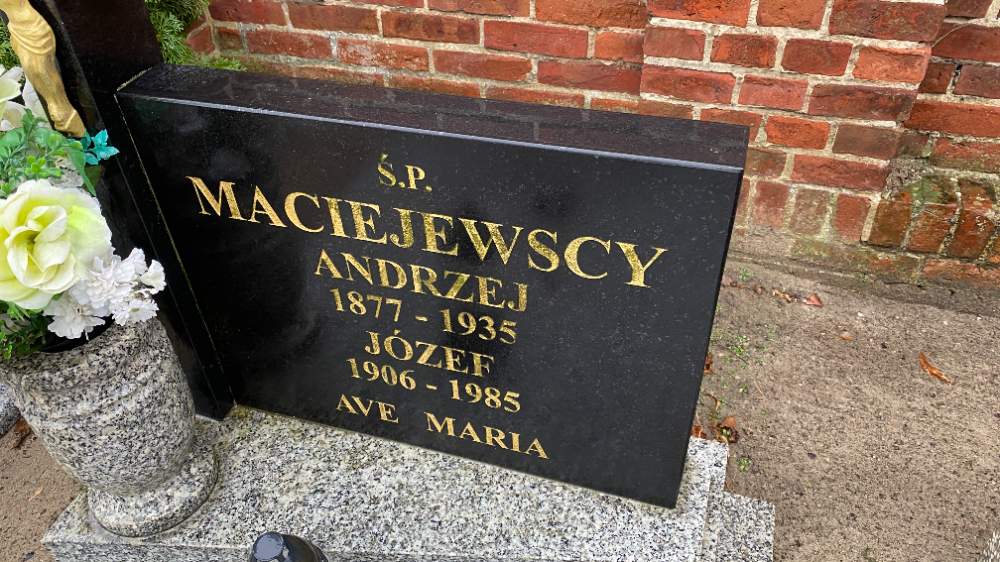 Ś.P.
MACIEJEWSCY
ANDRZEJ
1877 - 1935
JÓZEF
1906 - 1985
AVE MARIA